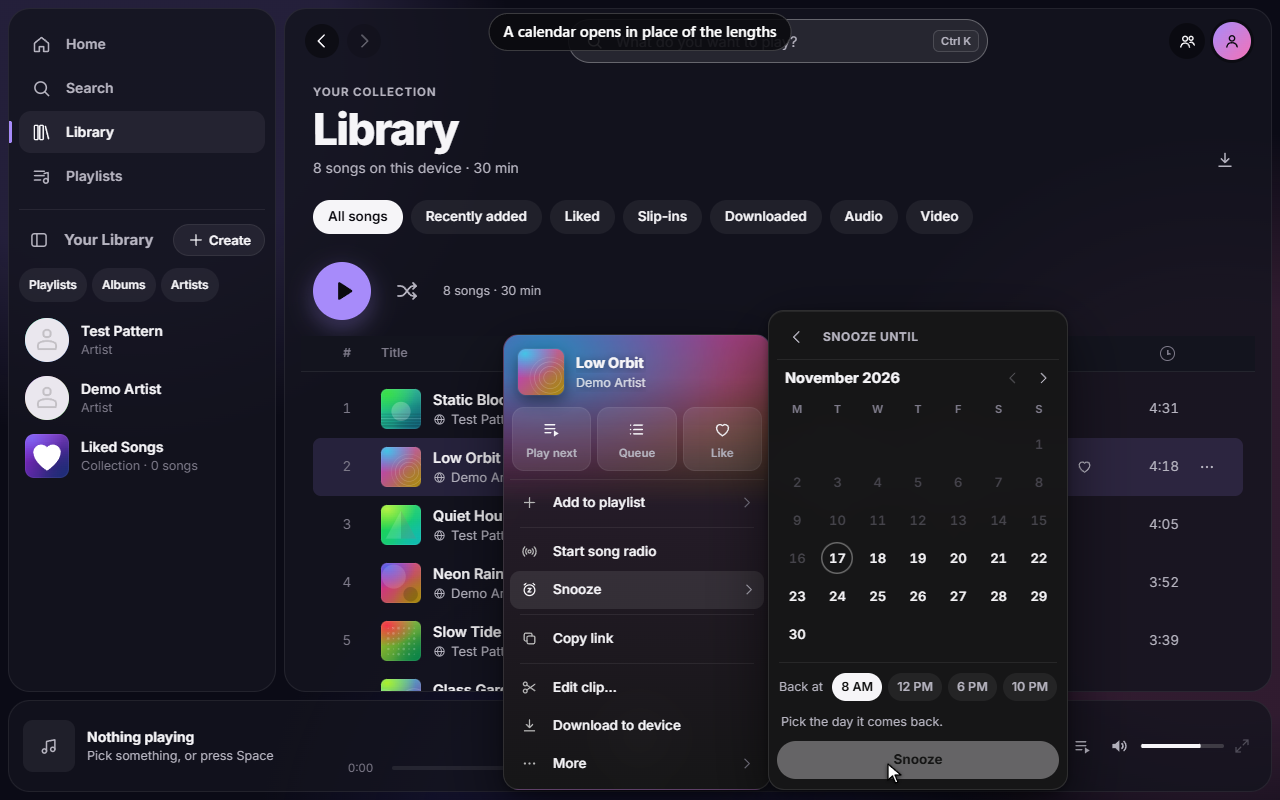 Home
Search
Library
Playlists
Your Library
Create
Playlists
Albums
Artists
Test Pattern
Artist
Demo Artist
Artist
Liked Songs
Collection · 0 songs
A calendar opens in place of the lengths
What do you want to play?
Ctrl K
YOUR COLLECTION
Library
8 songs on this device · 30 min
All songs
Recently added
Liked
Slip-ins
Downloaded
Audio
Video
8 songs · 30 min
# Title
1 Static Bloo
Test Patt
4:31
2 Low Orbit
Demo Ar
4:18
3 Quiet Hou
Test Patt
4:05
4 Neon Rain
Demo Ar
3:52
5 Slow Tide
Test Patt
3:39
Glass Gar
Low Orbit
Demo Artist
Play next
Queue
Like
Add to playlist
Start song radio
Snooze
Copy link
Edit clip...
Download to device
More
SNOOZE UNTIL
November 2026
M T W T F S S
1
2 3 4 5 6 7 8
9 10 11 12 13 14 15
16 17 18 19 20 21 22
23 24 25 26 27 28 29
30
Back at 8 AM 12 PM 6 PM 10 PM
Pick the day it comes back.
Snooze
Nothing playing
Pick something, or press Space
0:00